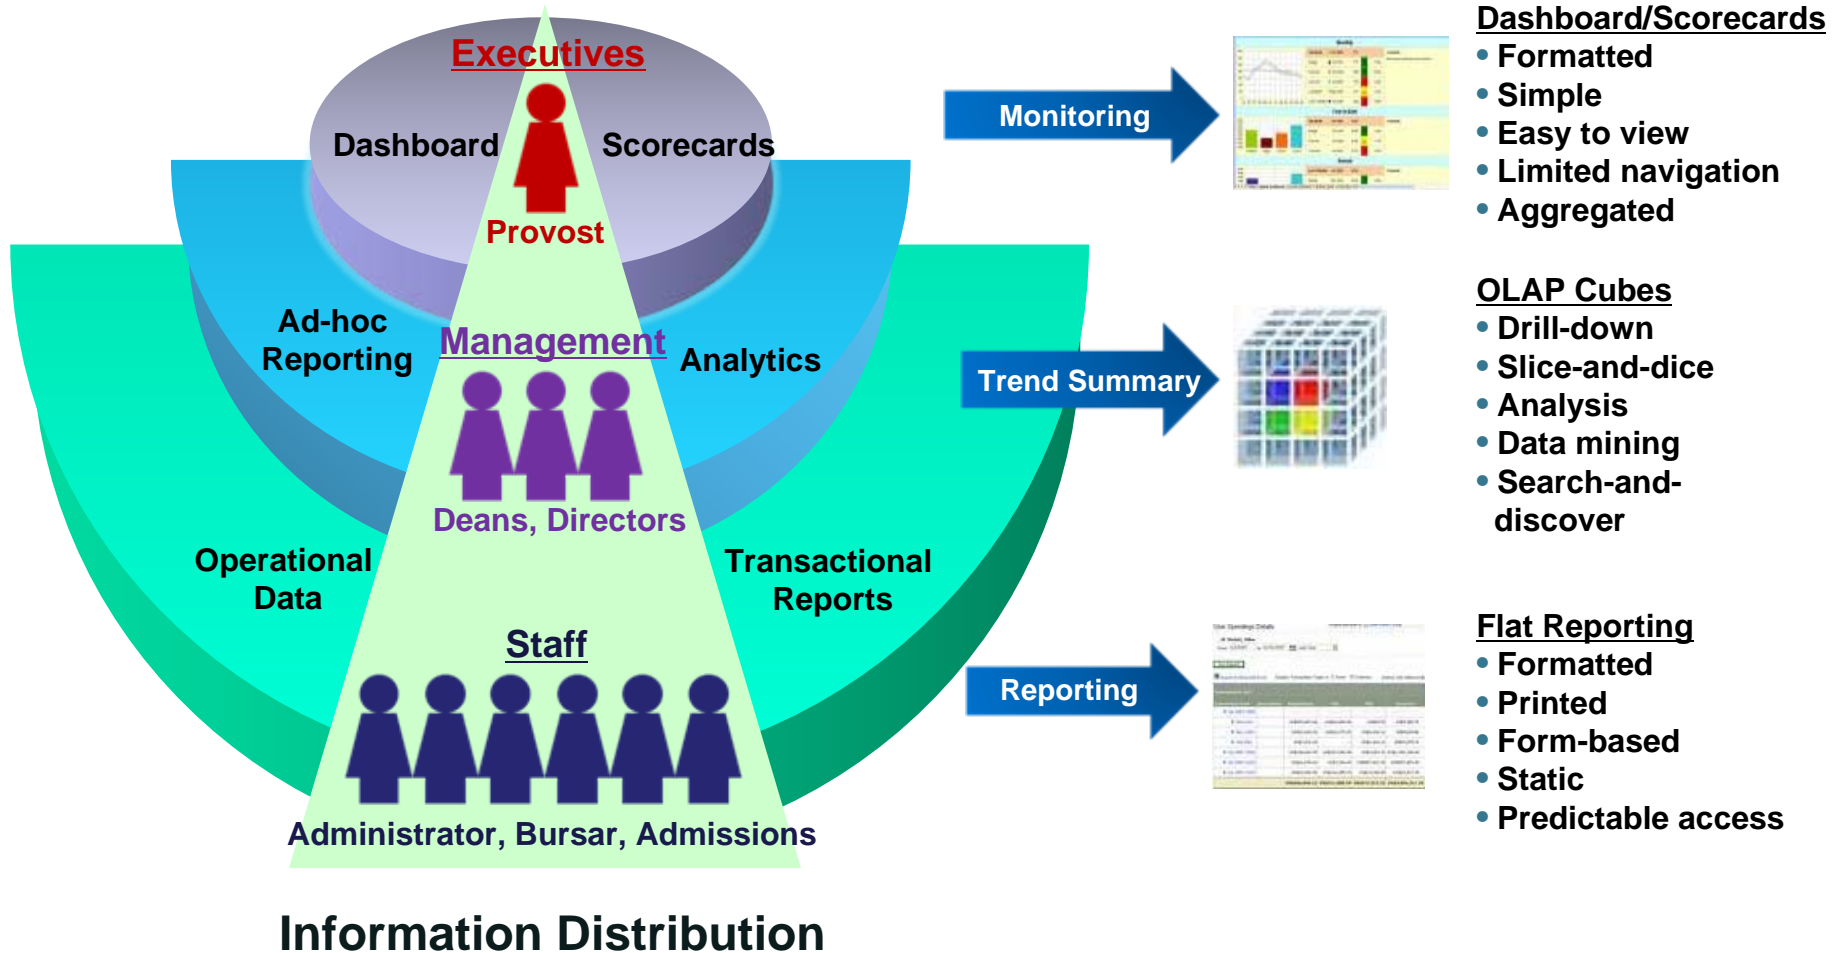 Executives
Dashboard
Scorecards
Provost
Ad-hoc
Reporting
Management
Analytics
Deans, Directors
Operational
Data
Transactional
Reports
Staff
Administrator, Bursar, Admissions
Information Distribution
Monitoring
Trend Summary
Reporting
Dashboard/Scorecards
• Formatted
• Simple
• Easy to view
• Limited navigation
• Aggregated
OLAP Cubes
• Drill-down
• Slice-and-dice
• Analysis
• Data mining
• Search-and-
discover
Flat Reporting
• Formatted
• Printed
• Form-based
• Static
• Predictable access